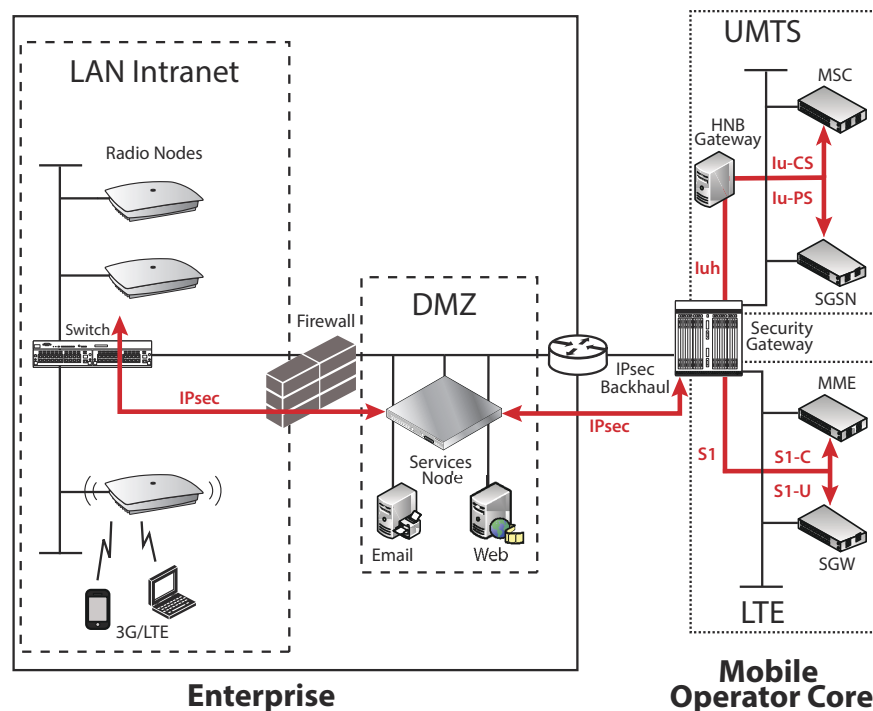 LAN Intranet
Radio Nodes
Switch
IPsec
3G/LTE
Firewall
DMZ
Services
Node
Email
Web
Enterprise
IPsec
Backhaul
IPsec
UMTS
MSC
HNB
Gateway
Iu-CS
Iu-PS
Iuh
SGSN
Security
Gateway
MME
S1
S1-C
S1-U
SGW
LTE
Mobile
Operator Core